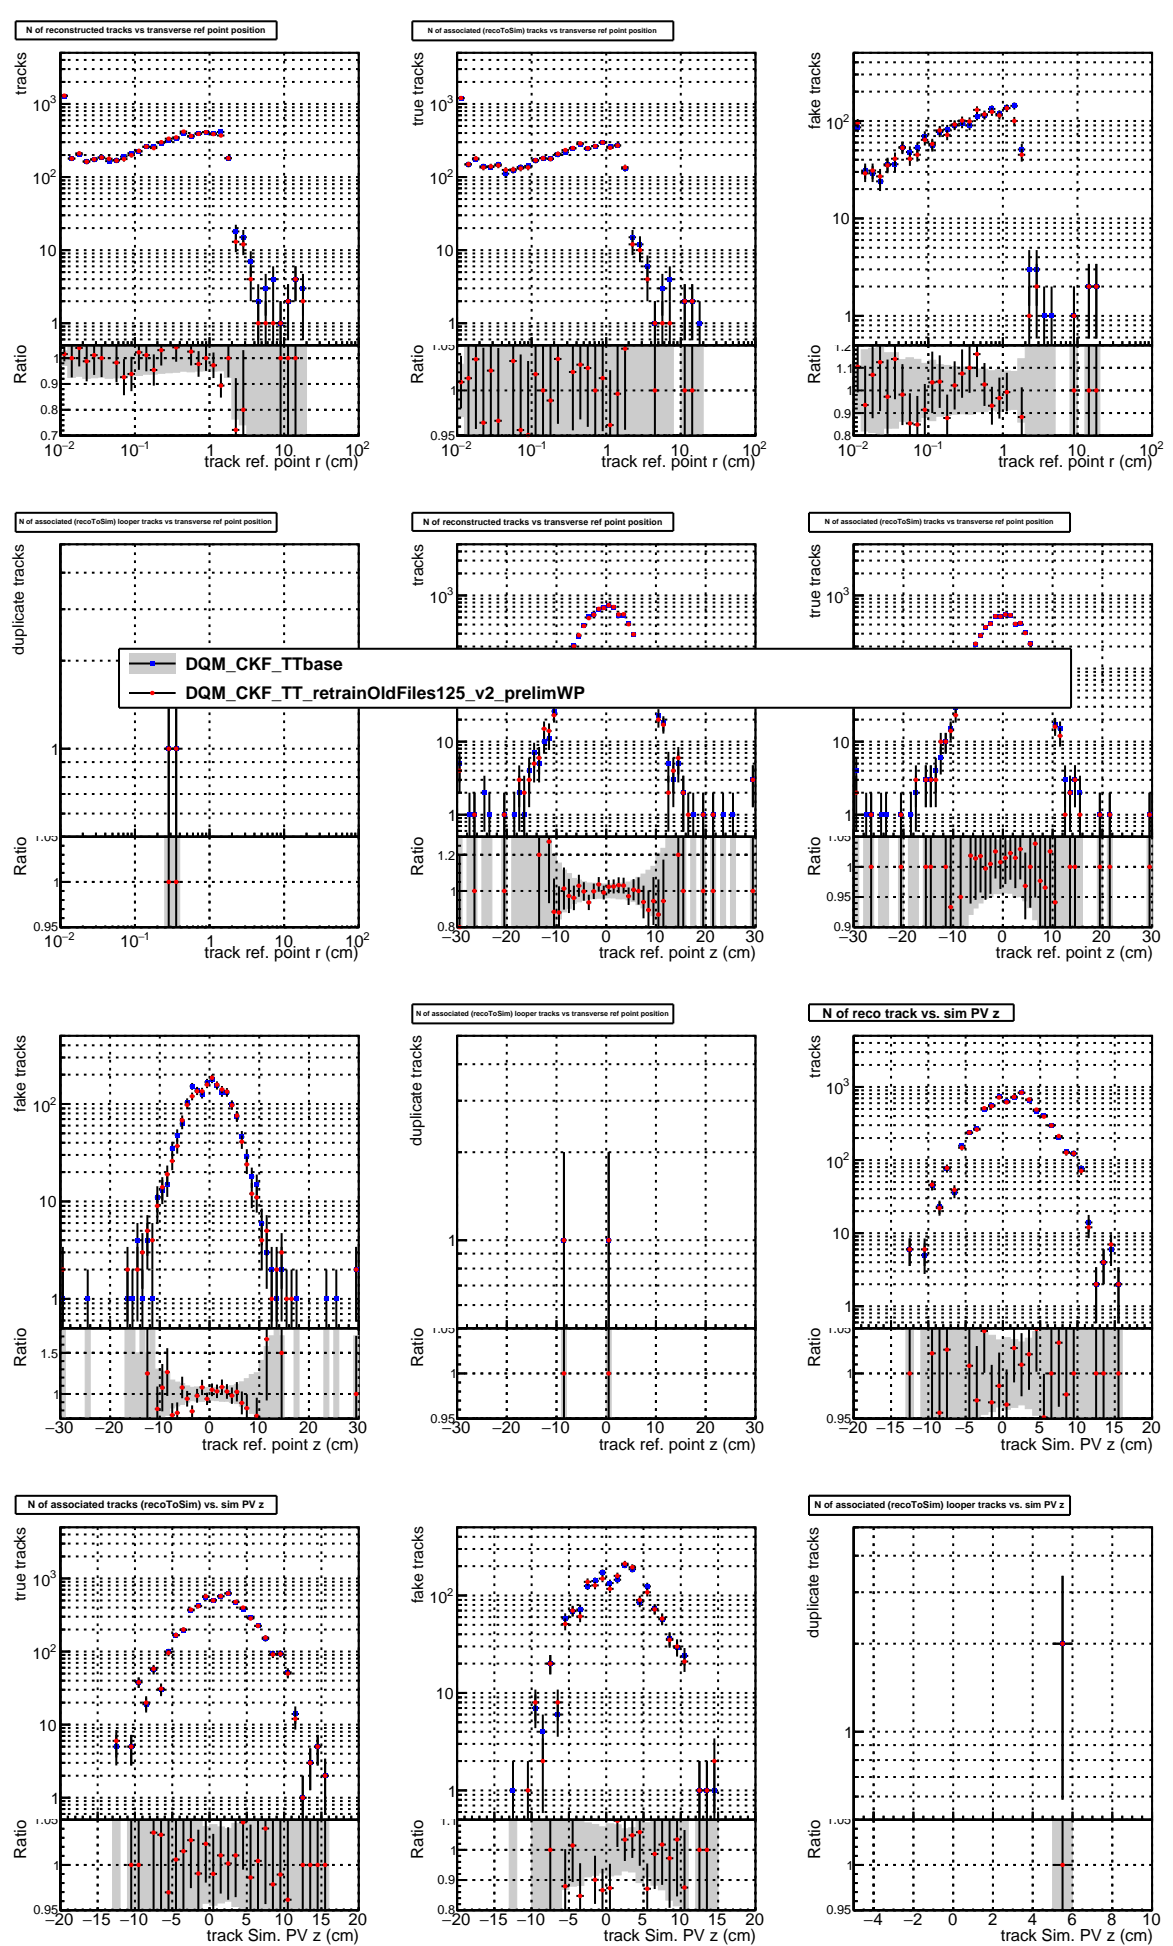 N of reconstructed tracks vs transverse ref point position
tracks
10³
10²
10
1
Ratio
1
0.9
0.8
0.7
10⁻² 10⁻¹ 1 10 10²
track ref. point r (cm)
N of associated (recoToSim) tracks vs transverse ref point position
true tracks
10³
10²
10
1
Ratio
1.05
1
0.95
10⁻² 10⁻¹ 1 10 10²
track ref. point r (cm)
fake tracks
10²
10
1
Ratio
1.2
1.1
1
0.9
0.8
10⁻² 10⁻¹ 1 10 10²
track ref. point r (cm)
N of associated (recoToSim) looper tracks vs transverse ref point position
duplicate tracks
1
Ratio
1.05
1
0.95
10⁻² 10⁻¹ 1 10 10²
track ref. point r (cm)
N of reconstructed tracks vs transverse ref point position
tracks
10³
10
1
Ratio
1.2
1
0.8
−30 −20 −10 0 10 20 30
track ref. point z (cm)
N of associated (recoToSim) tracks vs transverse ref point position
true tracks
10³
10
1
Ratio
1.05
1
0.95
0.9
−30 −20 −10 0 10 20 30
track ref. point z (cm)
DQM_CKF_TTbase
DQM_CKF_TT_retrainOldFiles125_v2_prelimWP
fake tracks
10²
10
1
Ratio
1.5
1
−30 −20 −10 0 10 20 30
track ref. point z (cm)
N of associated (recoToSim) looper tracks vs transverse ref point position
duplicate tracks
1
Ratio
1.05
1
0.95
−30 −20 −10 0 10 20 30
track ref. point z (cm)
N of reco track vs. sim PV z
tracks
10³
10²
10
1
Ratio
1.05
1
0.95
−20 −15 −10 −5 0 5 10 15 20
track Sim. PV z (cm)
N of associated tracks (recoToSim) vs. sim PV z
true tracks
10³
10²
10
1
Ratio
1.05
1
0.95
−20 −15 −10 −5 0 5 10 15 20
track Sim. PV z (cm)
fake tracks
10²
10
1
Ratio
1.1
1
0.9
0.8
−20 −15 −10 −5 0 5 10 15 20
track Sim. PV z (cm)
N of associated (recoToSim) looper tracks vs. sim PV z
duplicate tracks
1
Ratio
1.05
1
0.95
−4 −2 0 2 4 6 8 10
track Sim. PV z (cm)